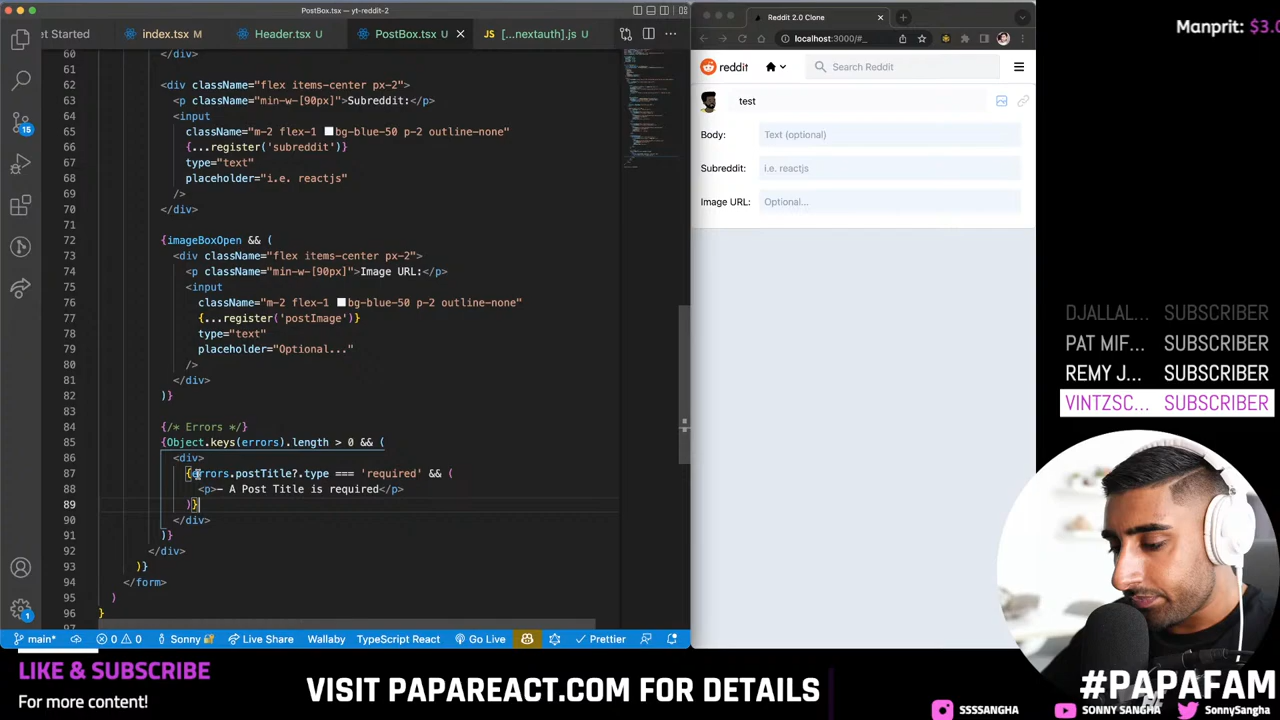 PostBox.tsx — yt-reddit-2
et Started
index.tsx M
Header.tsx U
PostBox.tsx U
JS [...nextauth].js U
60 </div>
61
62 <div className="flex items-center px-2">
63 <p className="min-w-[90px]">Subreddit:</p>
64 <input
65 className="m-2 flex-1 bg-blue-50 p-2 outline-none"
66 {...register('subreddit')}
67 type="text"
68 placeholder="i.e. reactjs"
69 />
70 </div>
71
72 {imageBoxOpen && (
73 <div className="flex items-center px-2">
74 <p className="min-w-[90px]">Image URL:</p>
75 <input
76 className="m-2 flex-1 bg-blue-50 p-2 outline-none"
77 {...register('postImage')}
78 type="text"
79 placeholder="Optional..."
80 />
81 </div>
82 )}
83
84 {/* Errors */}
85 {Object.keys(errors).length > 0 && (
86 <div>
87 {errors.postTitle?.type === 'required' && (
88 <p>- A Post Title is required</p>
89 )}
90 </div>
91 )}
92 </div>
93 )}
94 </form>
95 )
96 }
97
15
1
main*
0 0
Sonny
Live Share
Wallaby
TypeScript React
Go Live
Prettier
Reddit 2.0 Clone
localhost:3000/#_
reddit
Search Reddit
test
Body:
Text (optional)
Subreddit:
i.e. reactjs
Image URL:
Optional...
Manprit: $3.0
DJALLAL... SUBSCRIBER
PAT MIF... SUBSCRIBER
REMY J... SUBSCRIBER
VINTZSC... SUBSCRIBER
LIKE & SUBSCRIBE
For more content!
VISIT PAPAREACT.COM FOR DETAILS
#PAPAFAM
SSSSANGHA
SONNY SANGHA
SonnySangha